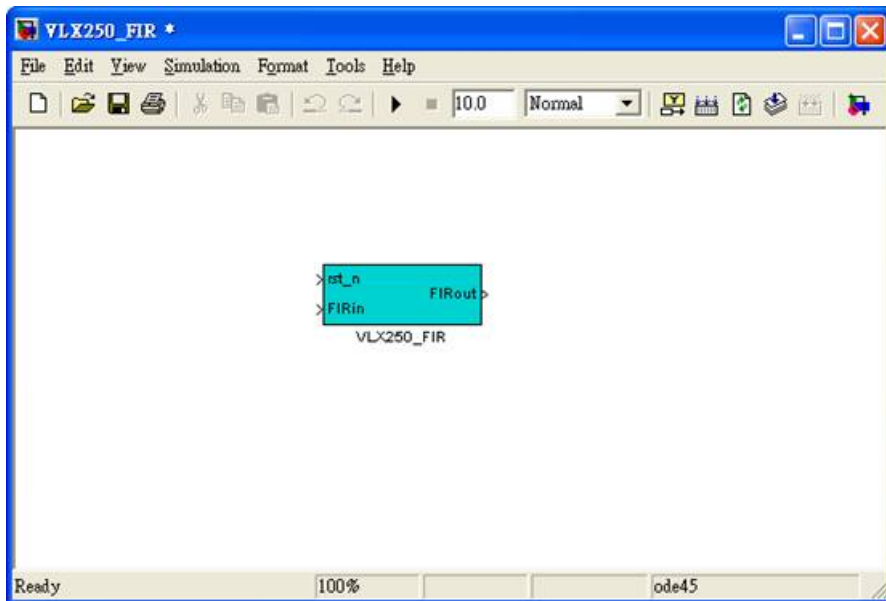 VLX250_FIR *
File Edit View Simulation Format Tools Help
10.0 Normal
rst_n
FIRout
FIRin
VLX250_FIR
Ready 100% ode45